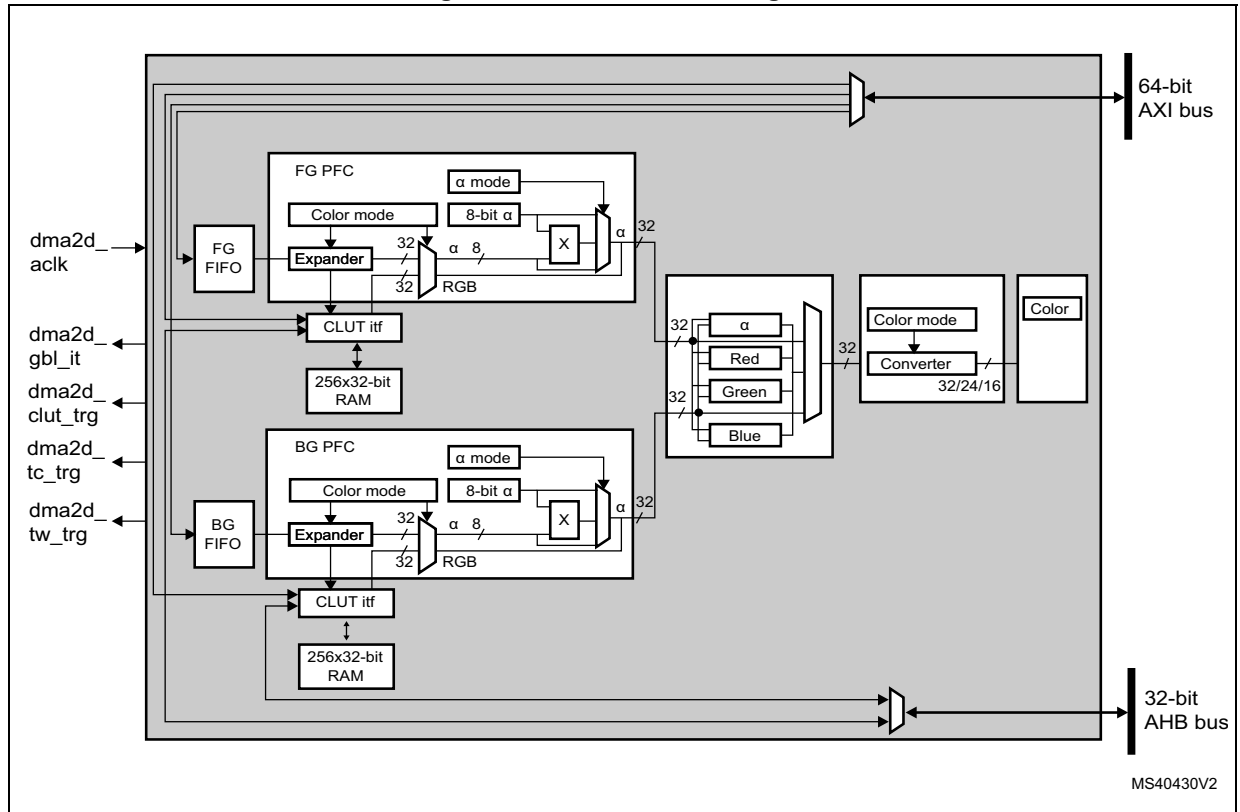 64-bit
AXI bus
FG PFC
α mode
Color mode
8-bit α
32
dma2d_
aclk
FG
FIFO
Expander
32
α 8
X
α
32
RGB
CLUT itf
256x32-bit
RAM
dma2d_
gbl_it
dma2d_
clut_trg
dma2d_
tc_trg
dma2d_
tw_trg
BG PFC
α mode
Color mode
8-bit α
32
BG
FIFO
Expander
32
α 8
X
α
32
RGB
CLUT itf
256x32-bit
RAM
32
α
Red
32
Green
Blue
32
Color mode
Converter
32/24/16
Color
32-bit
AHB bus
MS40430V2